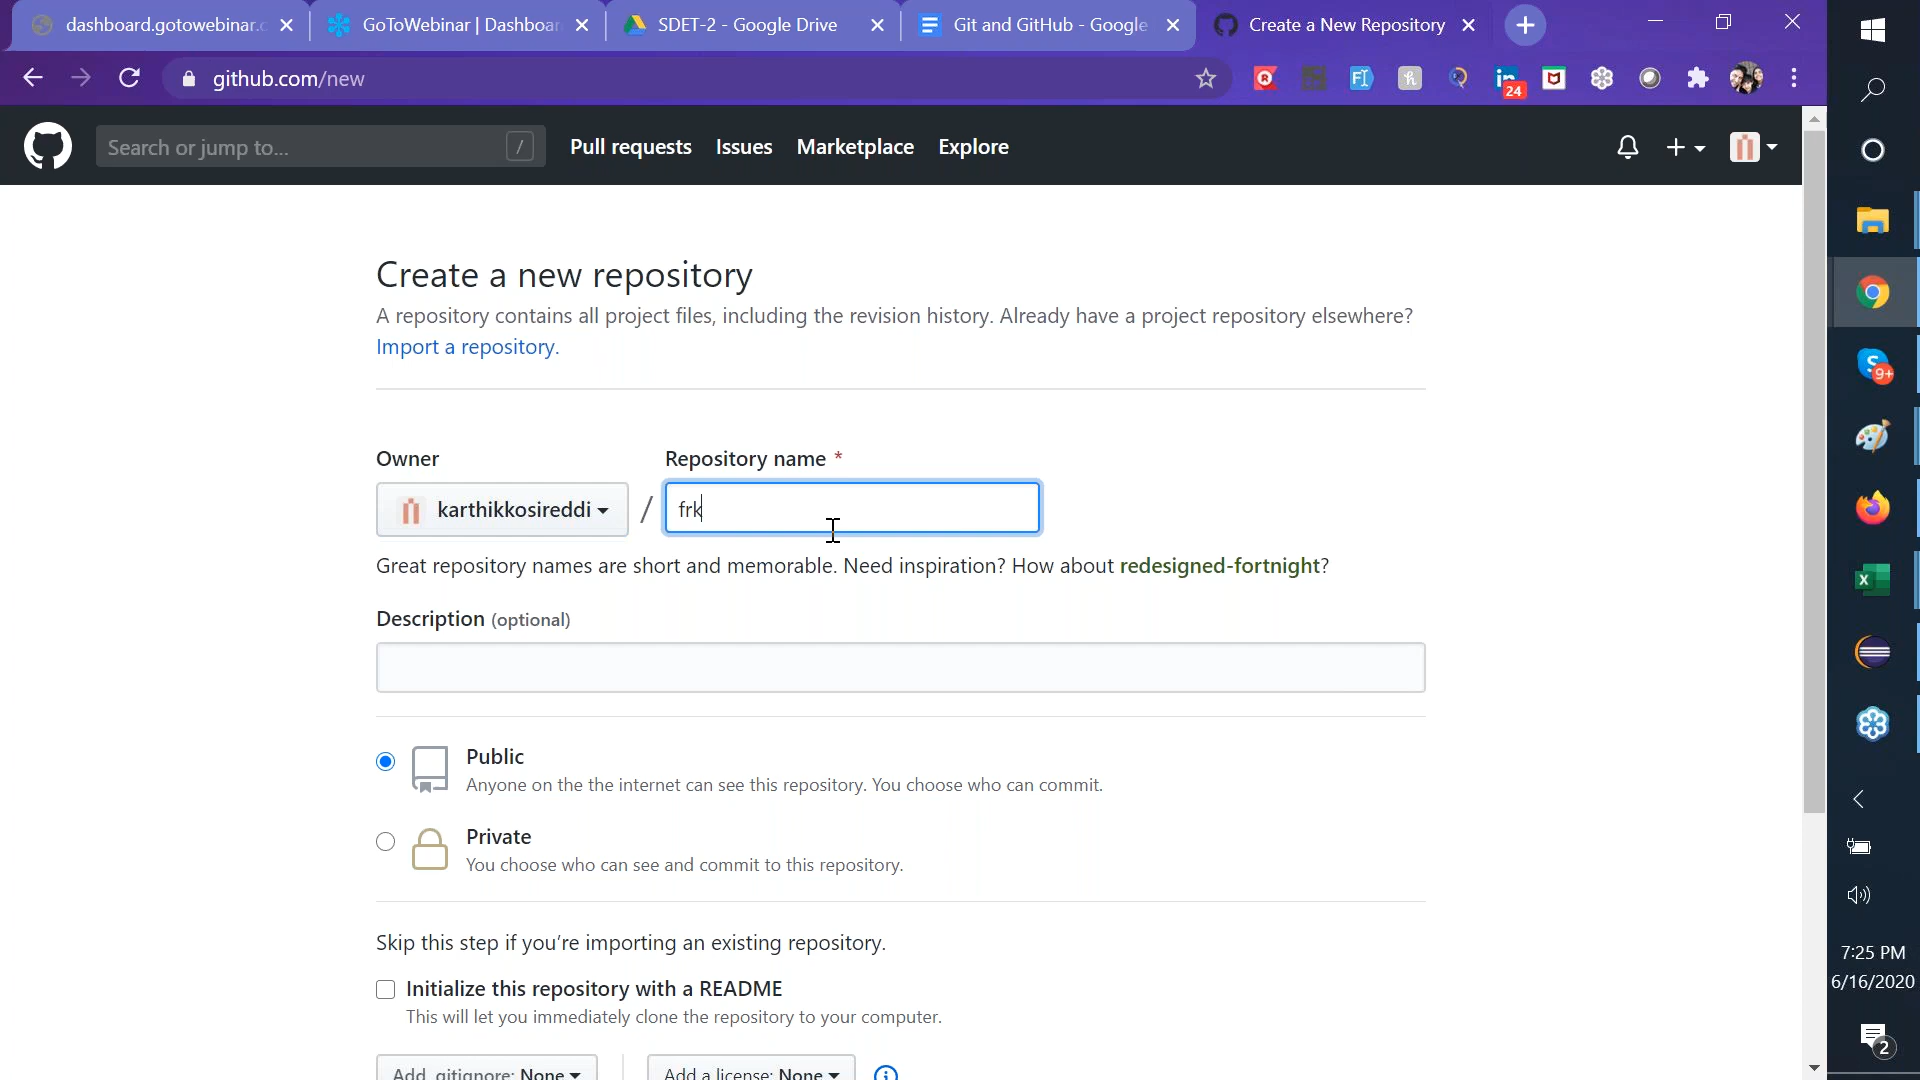 dashboard.gotowebinar.c
GoToWebinar | Dashboar
SDET-2 - Google Drive
Git and GitHub - Google
Create a New Repository
github.com/new
24
Search or jump to...
/
Pull requests
Issues
Marketplace
Explore
Create a new repository
A repository contains all project files, including the revision history. Already have a project repository elsewhere?
Import a repository.
Owner
Repository name *
karthikkosireddi
/
frk
Great repository names are short and memorable. Need inspiration? How about redesigned-fortnight?
Description (optional)
Public
Anyone on the the internet can see this repository. You choose who can commit.
Private
You choose who can see and commit to this repository.
Skip this step if you're importing an existing repository.
Initialize this repository with a README
This will let you immediately clone the repository to your computer.
Add .gitignore: None
Add a license: None
9+
7:25 PM
6/16/2020
2